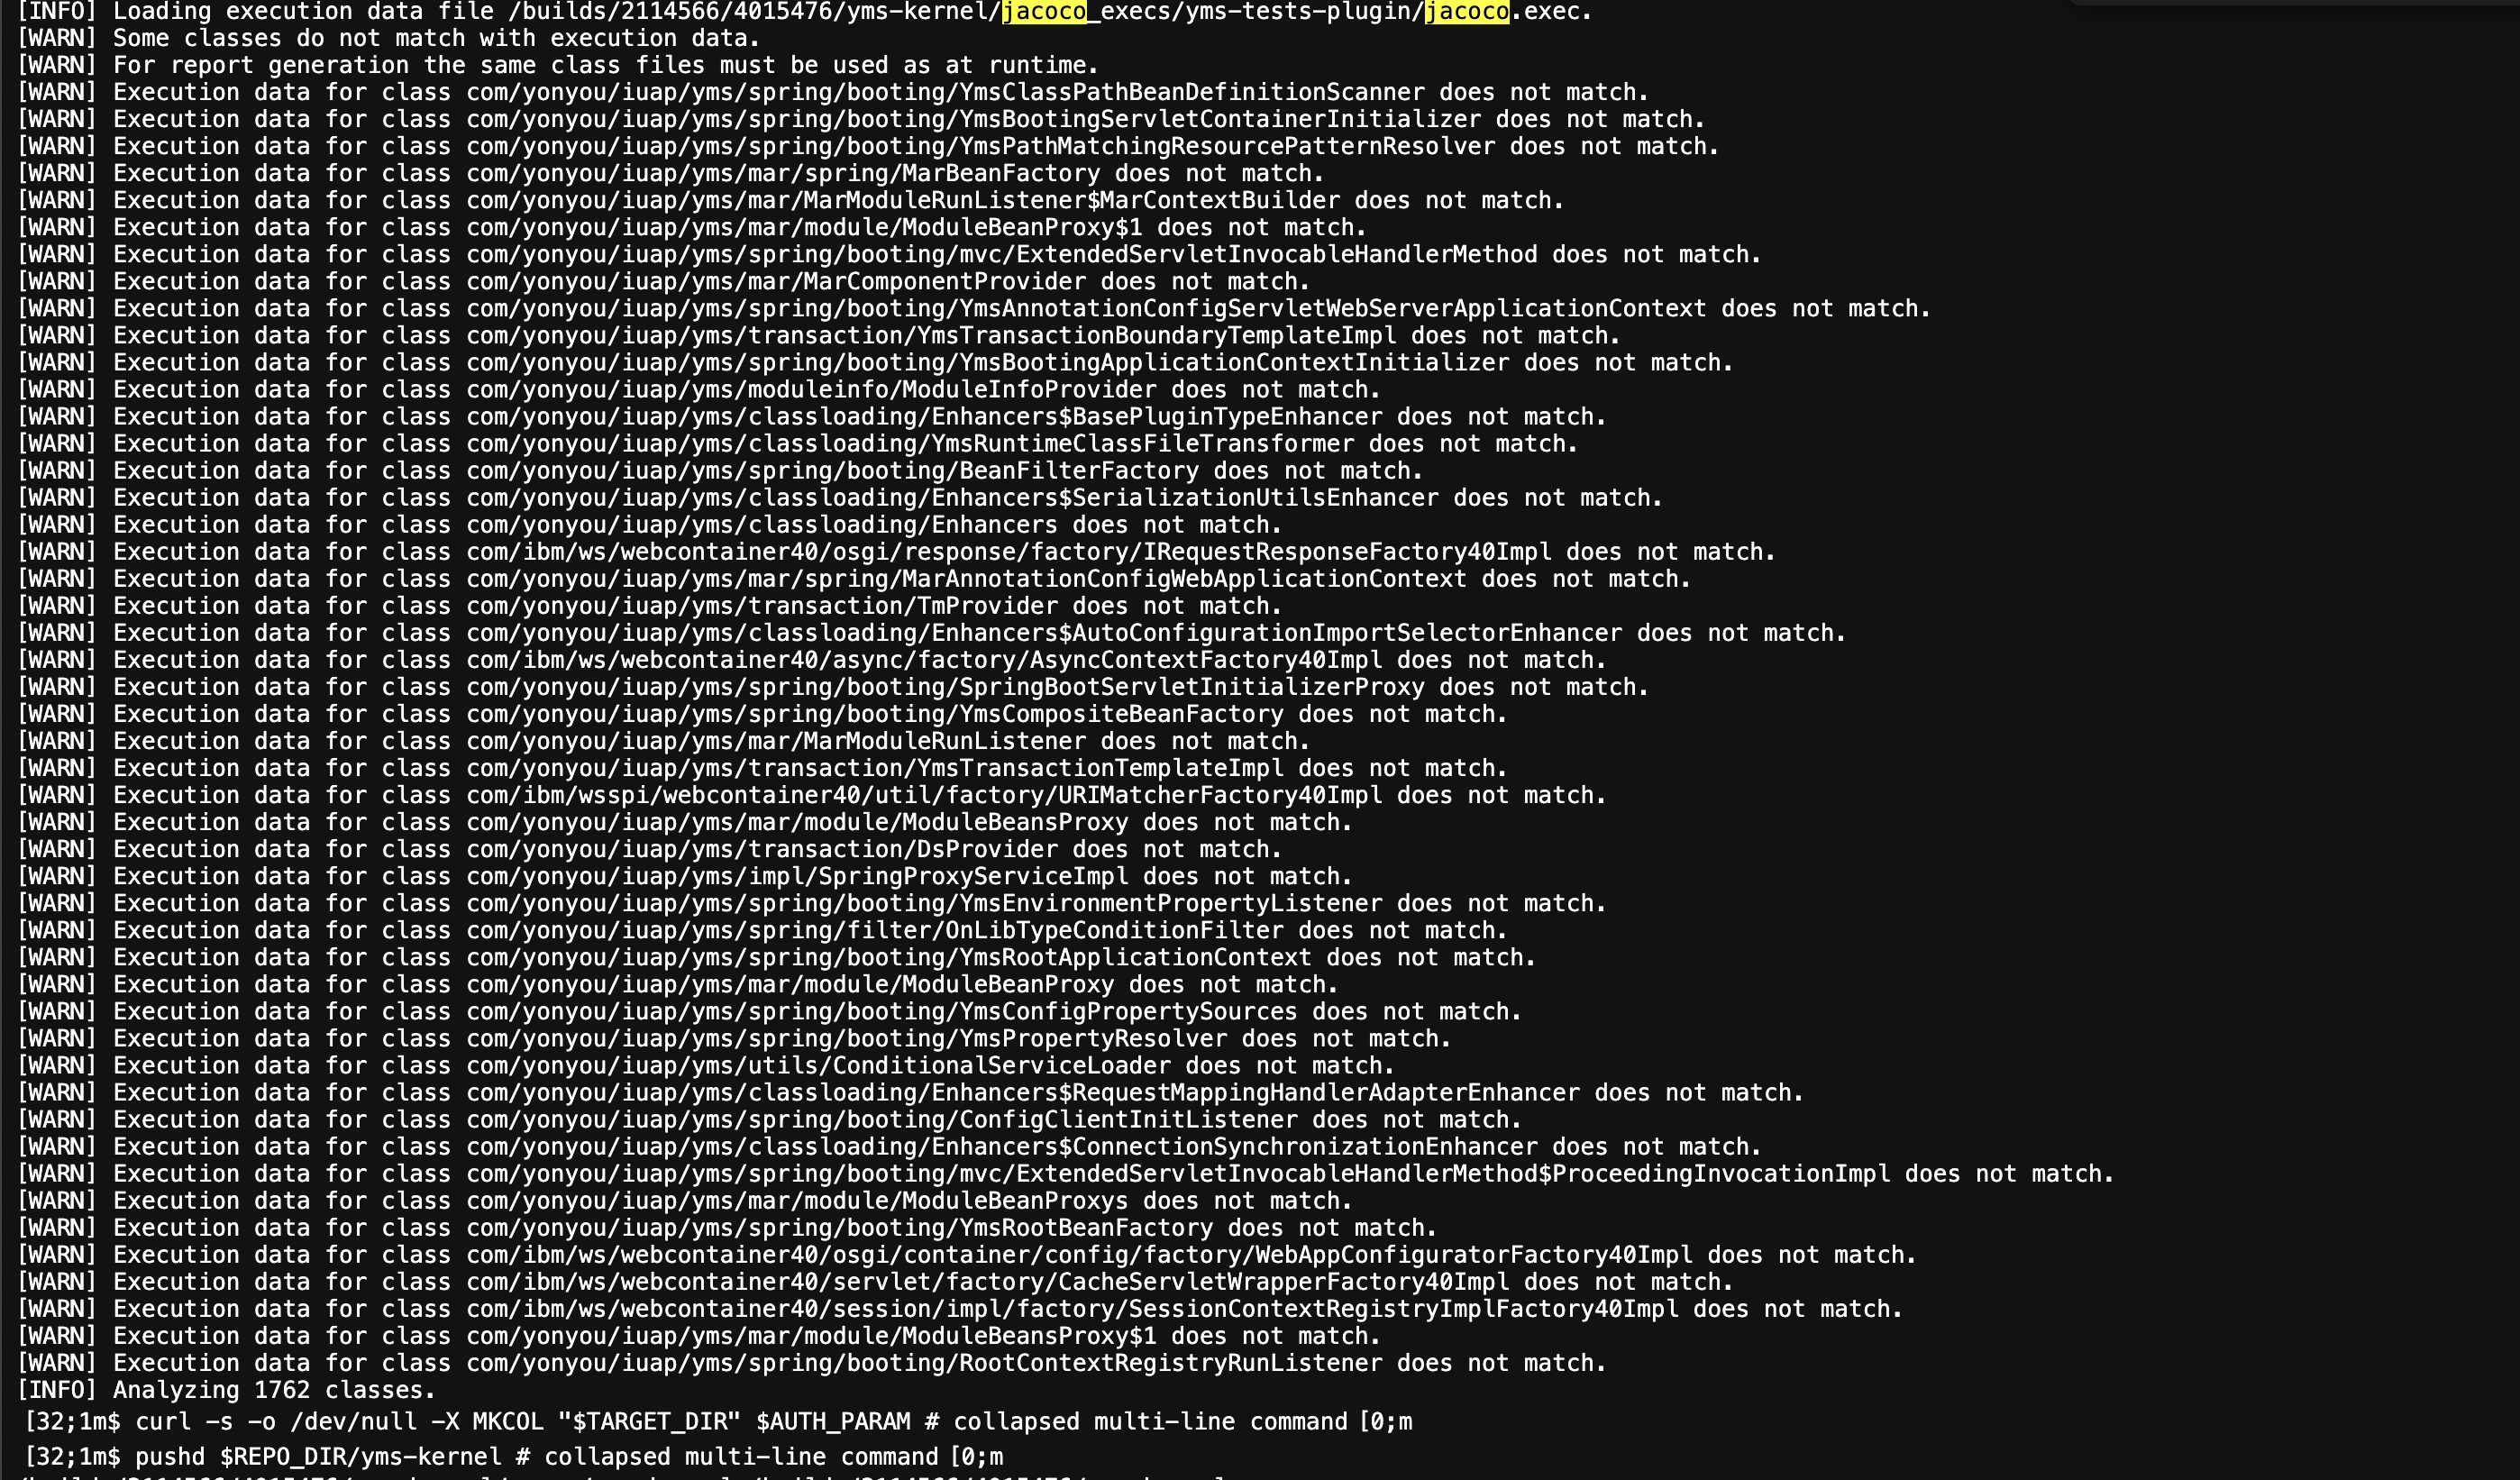 [INFO] Loading execution data file /builds/2114566/4015476/yms-kernel/jacoco_execs/yms-tests-plugin/jacoco.exec.
[WARN] Some classes do not match with execution data.
[WARN] For report generation the same class files must be used as at runtime.
[WARN] Execution data for class com/yonyou/iuap/yms/spring/booting/YmsClassPathBeanDefinitionScanner does not match.
[WARN] Execution data for class com/yonyou/iuap/yms/spring/booting/YmsBootingServletContainerInitializer does not match.
[WARN] Execution data for class com/yonyou/iuap/yms/spring/booting/YmsPathMatchingResourcePatternResolver does not match.
[WARN] Execution data for class com/yonyou/iuap/yms/mar/spring/MarBeanFactory does not match.
[WARN] Execution data for class com/yonyou/iuap/yms/mar/MarModuleRunListener$MarContextBuilder does not match.
[WARN] Execution data for class com/yonyou/iuap/yms/mar/module/ModuleBeanProxy$1 does not match.
[WARN] Execution data for class com/yonyou/iuap/yms/spring/booting/mvc/ExtendedServletInvocableHandlerMethod does not match.
[WARN] Execution data for class com/yonyou/iuap/yms/mar/MarComponentProvider does not match.
[WARN] Execution data for class com/yonyou/iuap/yms/spring/booting/YmsAnnotationConfigServletWebServerApplicationContext does not match.
[WARN] Execution data for class com/yonyou/iuap/yms/transaction/YmsTransactionBoundaryTemplateImpl does not match.
[WARN] Execution data for class com/yonyou/iuap/yms/spring/booting/YmsBootingApplicationContextInitializer does not match.
[WARN] Execution data for class com/yonyou/iuap/yms/moduleinfo/ModuleInfoProvider does not match.
[WARN] Execution data for class com/yonyou/iuap/yms/classloading/Enhancers$BasePluginTypeEnhancer does not match.
[WARN] Execution data for class com/yonyou/iuap/yms/classloading/YmsRuntimeClassFileTransformer does not match.
[WARN] Execution data for class com/yonyou/iuap/yms/spring/booting/BeanFilterFactory does not match.
[WARN] Execution data for class com/yonyou/iuap/yms/classloading/Enhancers$SerializationUtilsEnhancer does not match.
[WARN] Execution data for class com/yonyou/iuap/yms/classloading/Enhancers does not match.
[WARN] Execution data for class com/ibm/ws/webcontainer40/osgi/response/factory/IRequestResponseFactory40Impl does not match.
[WARN] Execution data for class com/yonyou/iuap/yms/mar/spring/MarAnnotationConfigWebApplicationContext does not match.
[WARN] Execution data for class com/yonyou/iuap/yms/transaction/TmProvider does not match.
[WARN] Execution data for class com/yonyou/iuap/yms/classloading/Enhancers$AutoConfigurationImportSelectorEnhancer does not match.
[WARN] Execution data for class com/ibm/ws/webcontainer40/async/factory/AsyncContextFactory40Impl does not match.
[WARN] Execution data for class com/yonyou/iuap/yms/spring/booting/SpringBootServletInitializerProxy does not match.
[WARN] Execution data for class com/yonyou/iuap/yms/spring/booting/YmsCompositeBeanFactory does not match.
[WARN] Execution data for class com/yonyou/iuap/yms/mar/MarModuleRunListener does not match.
[WARN] Execution data for class com/yonyou/iuap/yms/transaction/YmsTransactionTemplateImpl does not match.
[WARN] Execution data for class com/ibm/wsspi/webcontainer40/util/factory/URIMatcherFactory40Impl does not match.
[WARN] Execution data for class com/yonyou/iuap/yms/mar/module/ModuleBeansProxy does not match.
[WARN] Execution data for class com/yonyou/iuap/yms/transaction/DsProvider does not match.
[WARN] Execution data for class com/yonyou/iuap/yms/impl/SpringProxyServiceImpl does not match.
[WARN] Execution data for class com/yonyou/iuap/yms/spring/booting/YmsEnvironmentPropertyListener does not match.
[WARN] Execution data for class com/yonyou/iuap/yms/spring/filter/OnLibTypeConditionFilter does not match.
[WARN] Execution data for class com/yonyou/iuap/yms/spring/booting/YmsRootApplicationContext does not match.
[WARN] Execution data for class com/yonyou/iuap/yms/mar/module/ModuleBeanProxy does not match.
[WARN] Execution data for class com/yonyou/iuap/yms/spring/booting/YmsConfigPropertySources does not match.
[WARN] Execution data for class com/yonyou/iuap/yms/spring/booting/YmsPropertyResolver does not match.
[WARN] Execution data for class com/yonyou/iuap/yms/utils/ConditionalServiceLoader does not match.
[WARN] Execution data for class com/yonyou/iuap/yms/classloading/Enhancers$RequestMappingHandlerAdapterEnhancer does not match.
[WARN] Execution data for class com/yonyou/iuap/yms/spring/booting/ConfigClientInitListener does not match.
[WARN] Execution data for class com/yonyou/iuap/yms/classloading/Enhancers$ConnectionSynchronizationEnhancer does not match.
[WARN] Execution data for class com/yonyou/iuap/yms/spring/booting/mvc/ExtendedServletInvocableHandlerMethod$ProceedingInvocationImpl does not match.
[WARN] Execution data for class com/yonyou/iuap/yms/mar/module/ModuleBeanProxys does not match.
[WARN] Execution data for class com/yonyou/iuap/yms/spring/booting/YmsRootBeanFactory does not match.
[WARN] Execution data for class com/ibm/ws/webcontainer40/osgi/container/config/factory/WebAppConfiguratorFactory40Impl does not match.
[WARN] Execution data for class com/ibm/ws/webcontainer40/servlet/factory/CacheServletWrapperFactory40Impl does not match.
[WARN] Execution data for class com/ibm/ws/webcontainer40/session/impl/factory/SessionContextRegistryImplFactory40Impl does not match.
[WARN] Execution data for class com/yonyou/iuap/yms/mar/module/ModuleBeansProxy$1 does not match.
[WARN] Execution data for class com/yonyou/iuap/yms/spring/booting/RootContextRegistryRunListener does not match.
[INFO] Analyzing 1762 classes.
[32;1m$ curl -s -o /dev/null -X MKCOL "$TARGET_DIR" $AUTH_PARAM # collapsed multi-line command [0;m
[32;1m$ pushd $REPO_DIR/yms-kernel # collapsed multi-line command [0;m